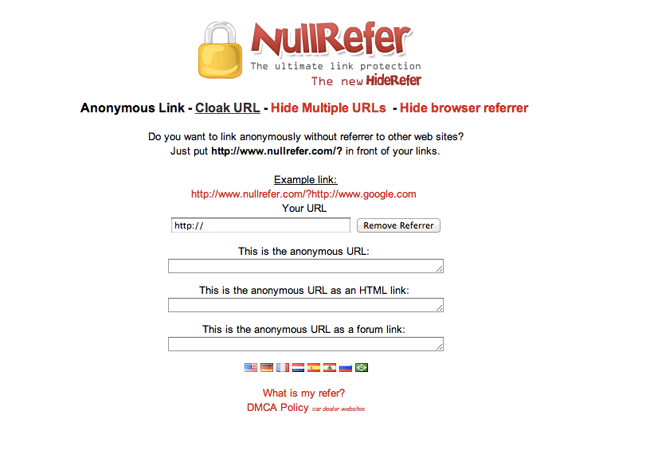 NullRefer
The ultimate link protection
The new HideRefer
Anonymous Link - Cloak URL - Hide Multiple URLs - Hide browser referrer
Do you want to link anonymously without referrer to other web sites?
Just put http://www.nullrefer.com/? in front of your links.
Example link:
http://www.nullrefer.com/?http://www.google.com
Your URL
http:// Remove Referrer
This is the anonymous URL:
This is the anonymous URL as an HTML link:
This is the anonymous URL as a forum link:
What is my refer?
DMCA Policy car dealer websites